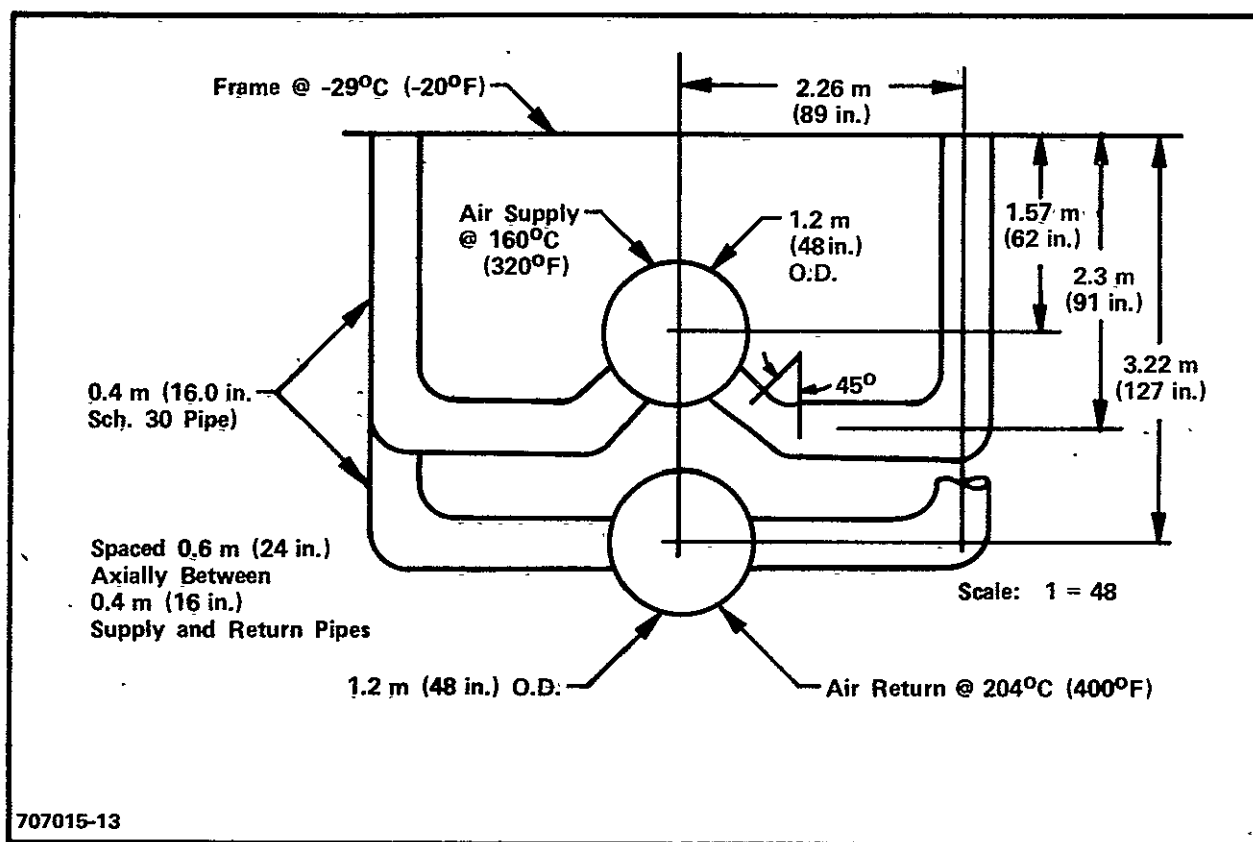 Frame @ -29°C (-20°F)
2.26 m
(89 in.)
Air Supply
@ 160°C
(320°F)
1.2 m
(48 in.)
O.D.
1.57 m
(62 in.)
2.3 m
(91 in.)
3.22 m
(127 in.)
45°
0.4 m (16.0 in.
Sch. 30 Pipe)
Spaced 0.6 m (24 in.)
Axially Between
0.4 m (16 in.)
Supply and Return Pipes
Scale: 1 = 48
1.2 m (48 in.) O.D.
Air Return @ 204°C (400°F)
707015-13